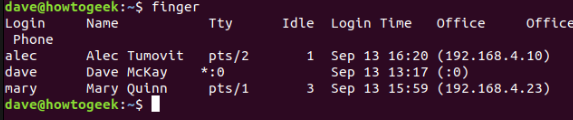 dave@howtogeek:~$ finger
Login     Name          Tty      Idle  Login Time   Office     Office
 Phone
alec      Alec Tumovit  pts/2       1  Sep 13 16:20 (192.168.4.10)
dave      Dave McKay   *:0             Sep 13 13:17 (:0)
mary      Mary Quinn    pts/1       3  Sep 13 15:59 (192.168.4.23)
dave@howtogeek:~$